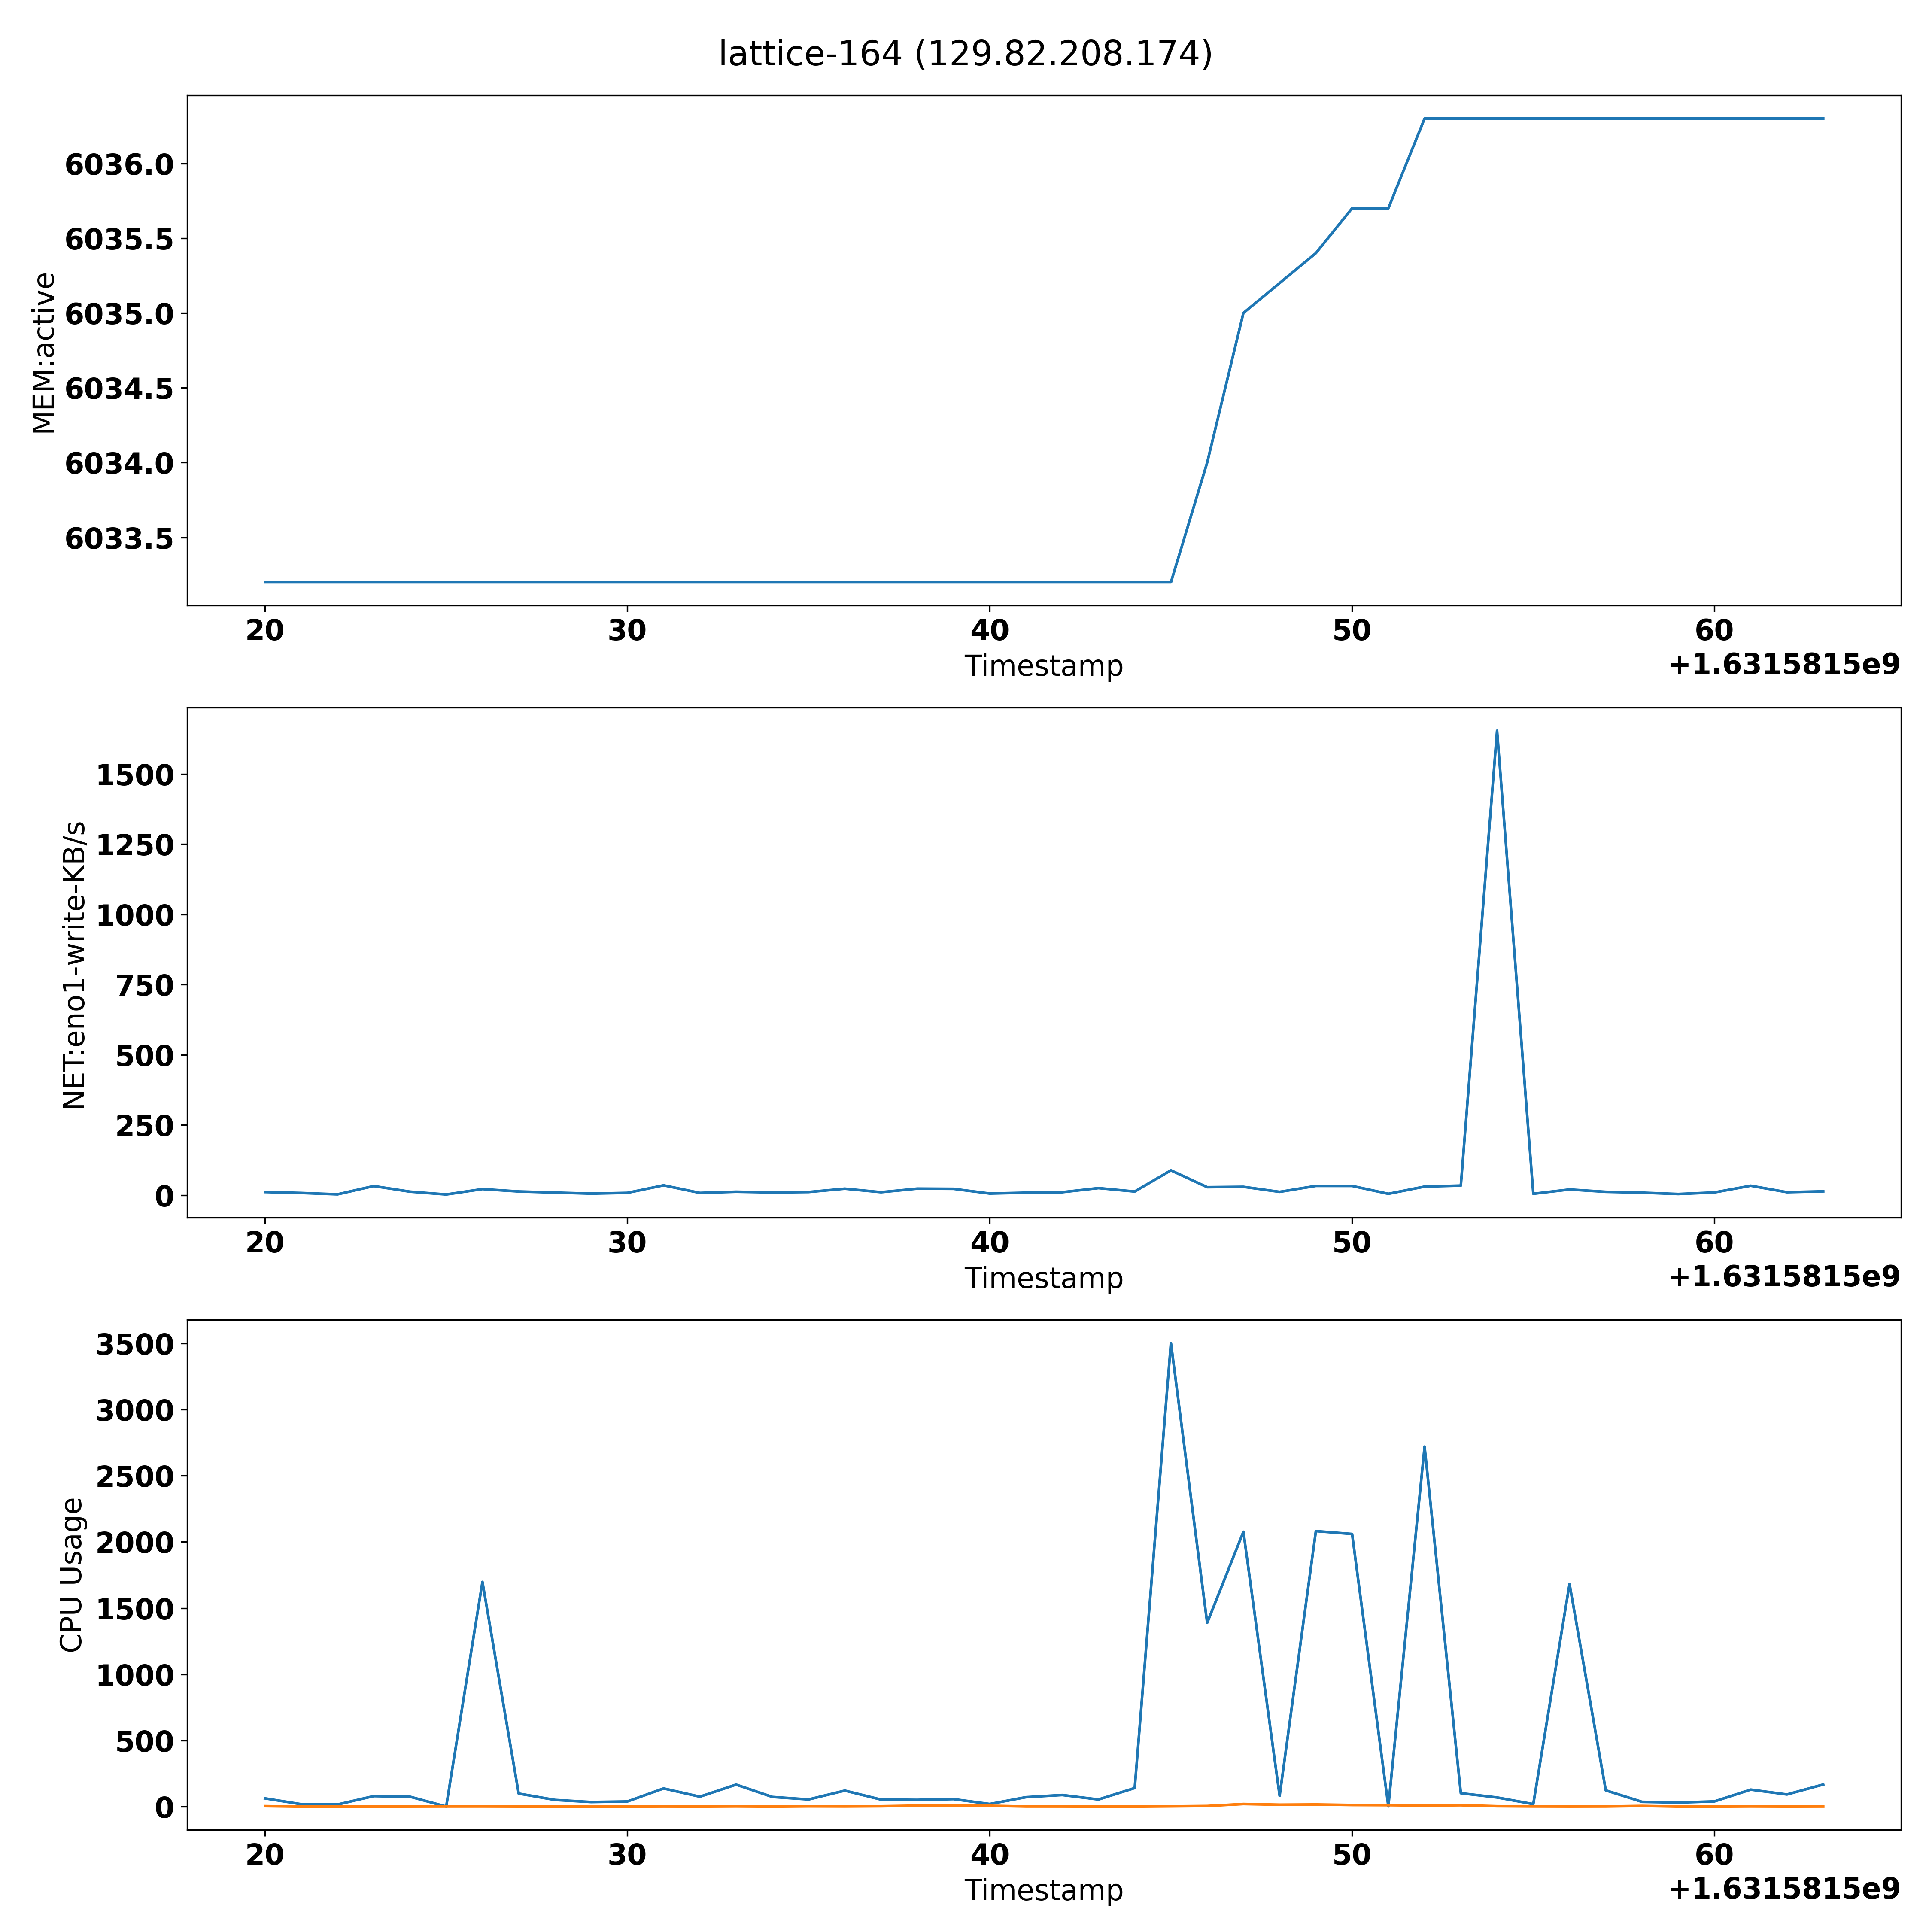 lattice-164 (129.82.208.174)
6036.0
6035.5
6035.0
6034.5
6034.0
6033.5
MEM:active
20 30 40 50 60
Timestamp
+1.6315815e9
1500
1250
1000
750
500
250
0
NET:eno1-write-KB/s
20 30 40 50 60
Timestamp
+1.6315815e9
3500
3000
2500
2000
1500
1000
500
0
CPU Usage
20 30 40 50 60
Timestamp
+1.6315815e9